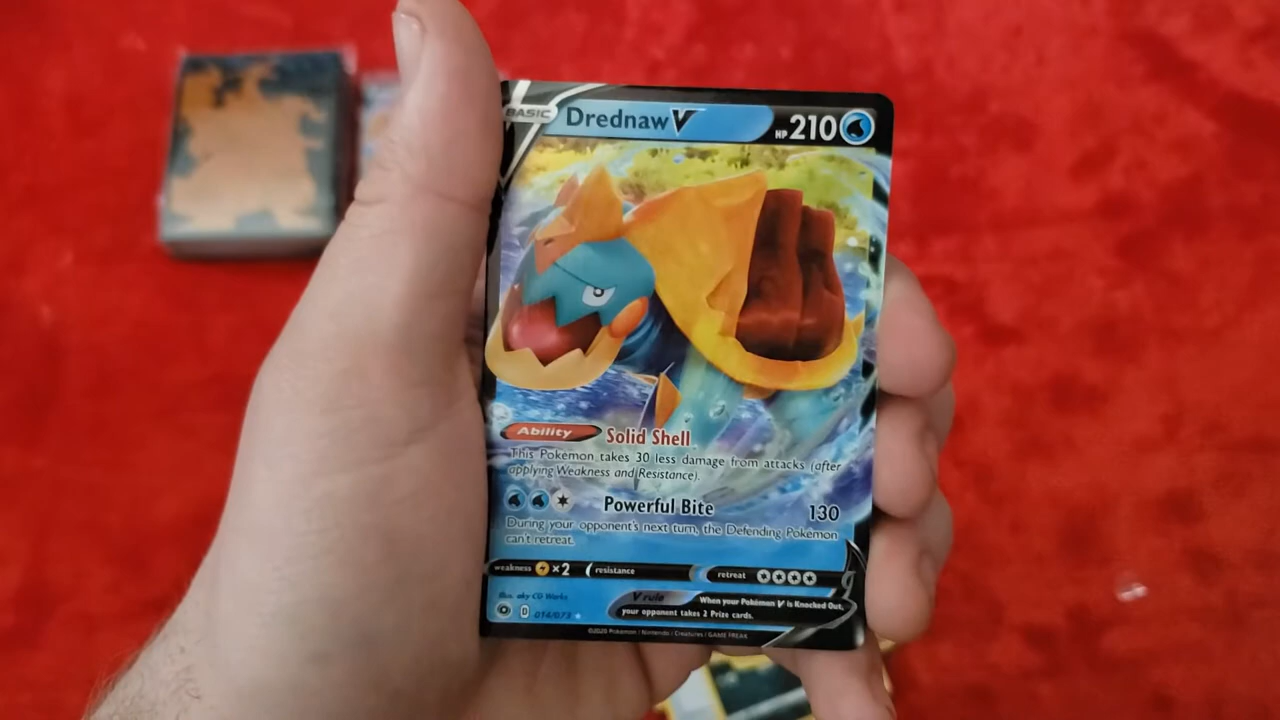 BASIC Drednaw V HP 210
Ability Solid Shell
This Pokémon takes 30 less damage from attacks (after
applying Weakness and Resistance).
Powerful Bite 130
During your opponent's next turn, the Defending Pokémon
can't retreat.
weakness ×2 resistance retreat
Illus. aky CG Works
V rule When your Pokémon V is Knocked Out,
your opponent takes 2 Prize cards.
D 014/073
©2020 Pokémon / Nintendo / Creatures / GAME FREAK